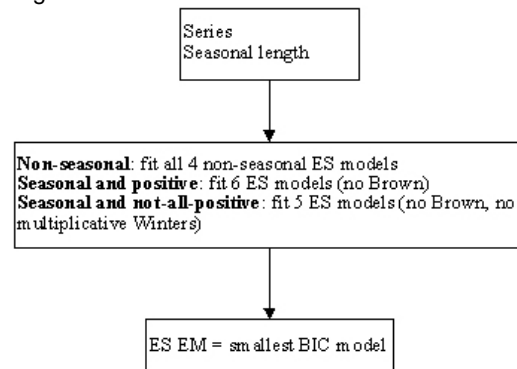 Series
Seasonal length
Non-seasonal: fit all 4 non-seasonal ES models
Seasonal and positive: fit 6 ES models (no Brown)
Seasonal and not-all-positive: fit 5 ES models (no Brown, no
multiplicative Winters)
ES EM = smallest BIC model